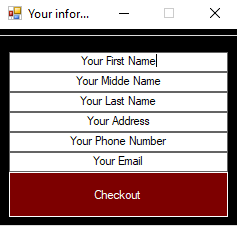 Your infor...
Your First Name
Your Midde Name
Your Last Name
Your Address
Your Phone Number
Your Email
Checkout